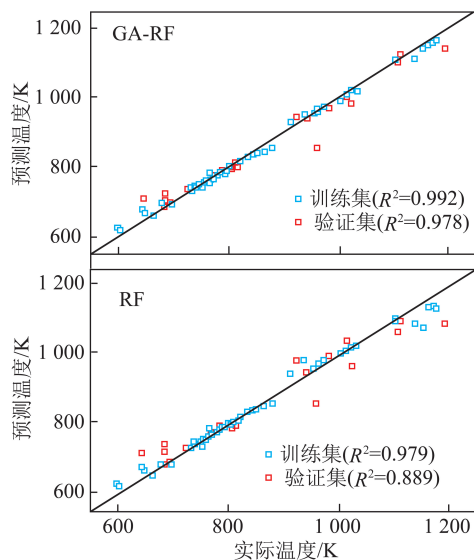 1 200
GA-RF
1 000
预测温度/K
800
训练集(R²=0.992)
验证集(R²=0.978)
600
1 200
RF
1 000
预测温度/K
800
训练集(R²=0.979)
验证集(R²=0.889)
600
600 800 1 000 1 200
实际温度/K